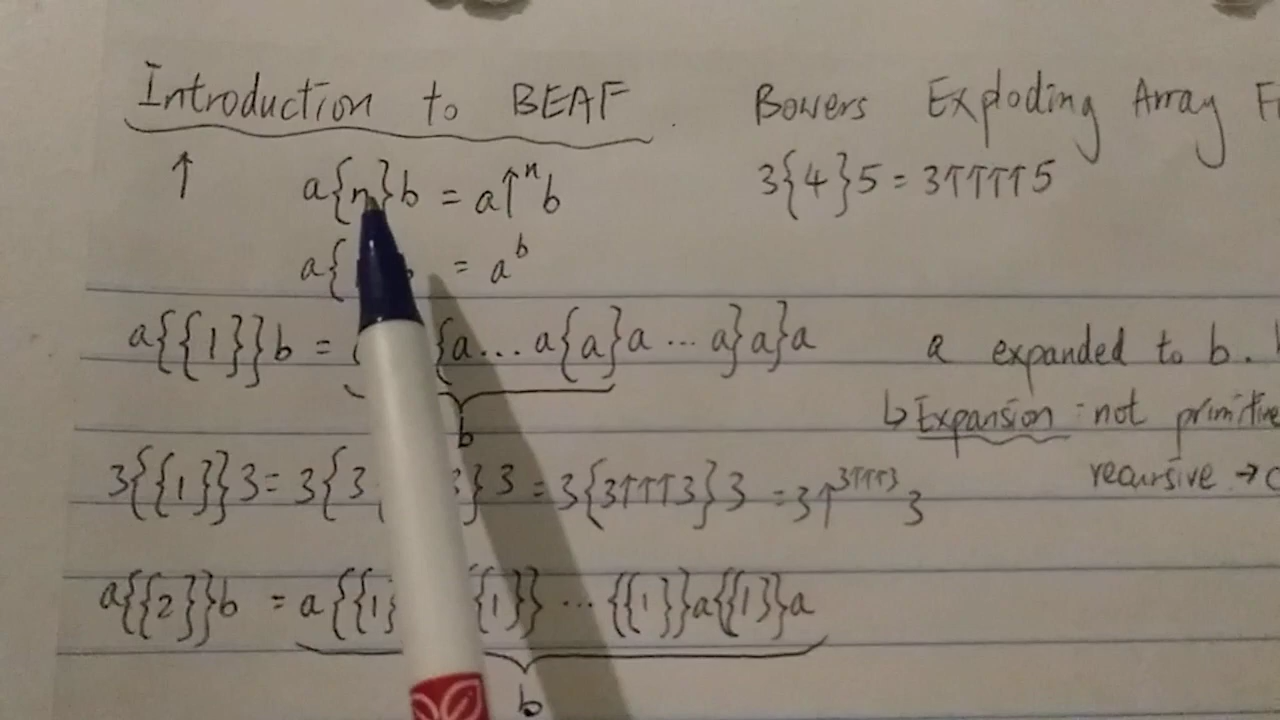 Introduction to BEAF Bowers Exploding Array
↑ a{n}b = a↑ⁿb 3{4}5 = 3↑↑↑↑5
a{ = aᵇ
a{{1}}b = {a...a{a}a...a}a}a a expanded to b.
b ↳ Expansion : not primitive
3{{1}}3 = 3{3 3}3 = 3{3↑↑↑3}3 = 3↑^3↑↑↑3 3 recursive →
a{{2}}b = a{{1} {1}}...{{1}}a{{1}}a
b